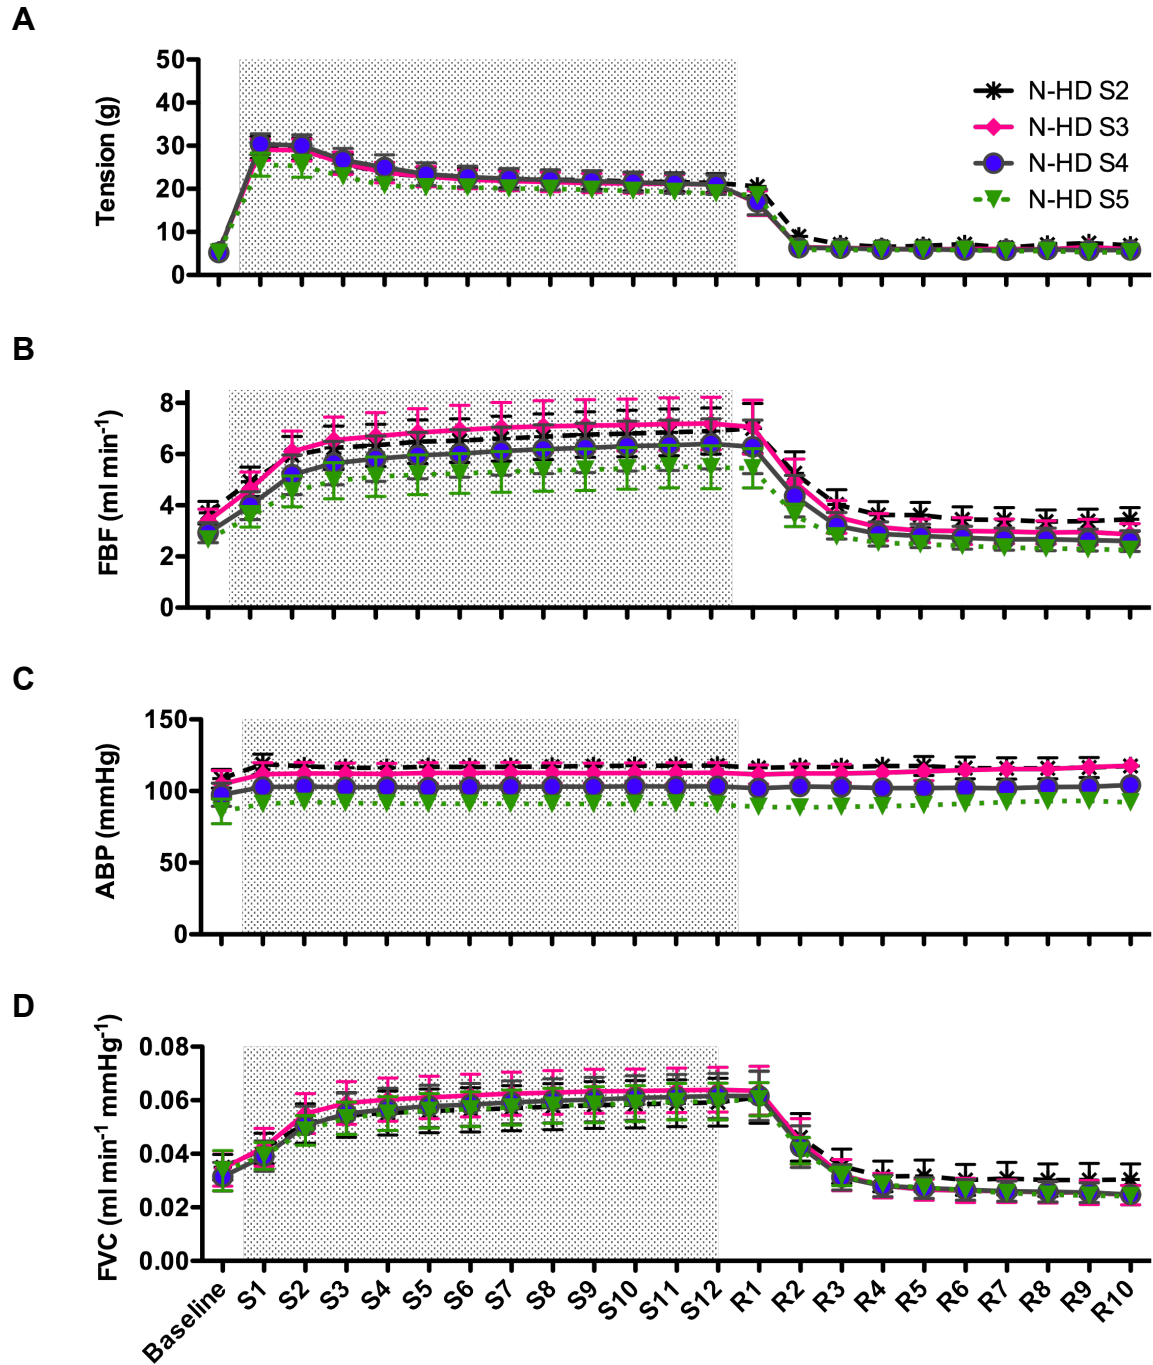 A
Tension (g)
50
40
30
20
10
0
N-HD S2
N-HD S3
N-HD S4
N-HD S5
B
FBF (ml min⁻¹)
8
6
4
2
0
C
ABP (mmHg)
150
100
50
0
D
FVC (ml min⁻¹ mmHg⁻¹)
0.08
0.06
0.04
0.02
0.00
Baseline
S1
S2
S3
S4
S5
S6
S7
S8
S9
S10
S11
S12
R1
R2
R3
R4
R5
R6
R7
R8
R9
R10